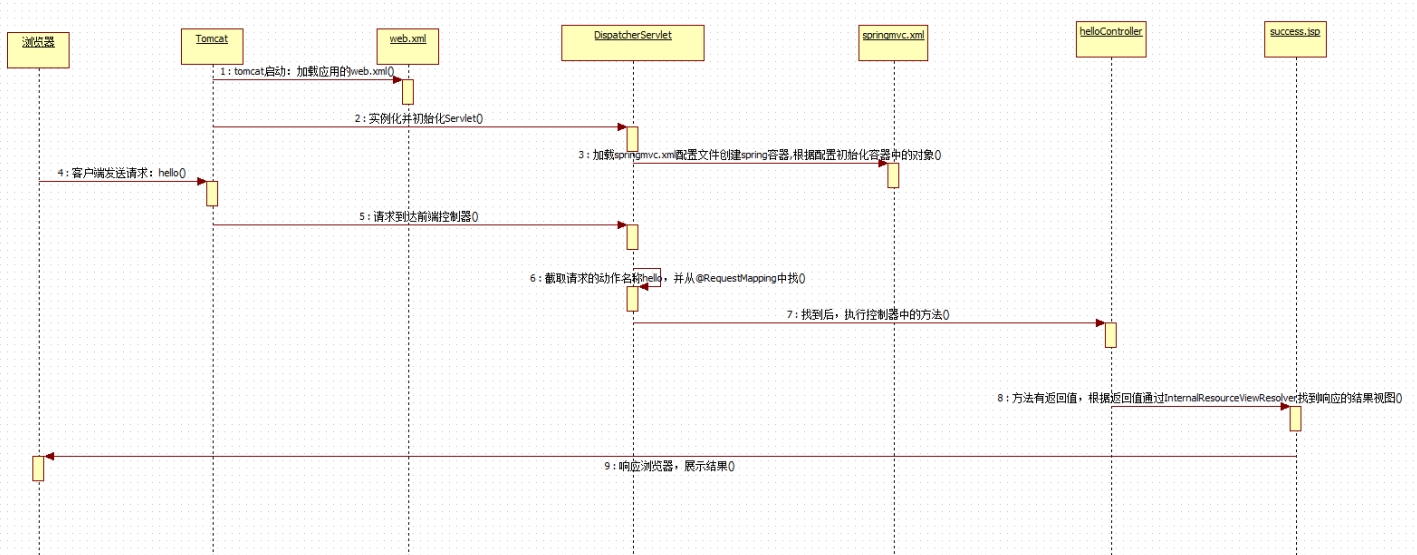 浏览器
Tomcat
web.xml
DispatcherServlet
springmvc.xml
helloController
success.jsp
1 : tomcat启动：加载应用的web.xml()
2 : 实例化并初始化Servlet()
3 : 加载springmvc.xml配置文件创建spring容器,根据配置初始化容器中的对象()
4 : 客户端发送请求：hello()
5 : 请求到达前端控制器()
6 : 截取请求的动作名称hello，并从@RequestMapping中找()
7 : 找到后，执行控制器中的方法()
8 : 方法有返回值，根据返回值通过InternalResourceViewResolver找到响应的结果视图()
9 : 响应浏览器，展示结果()